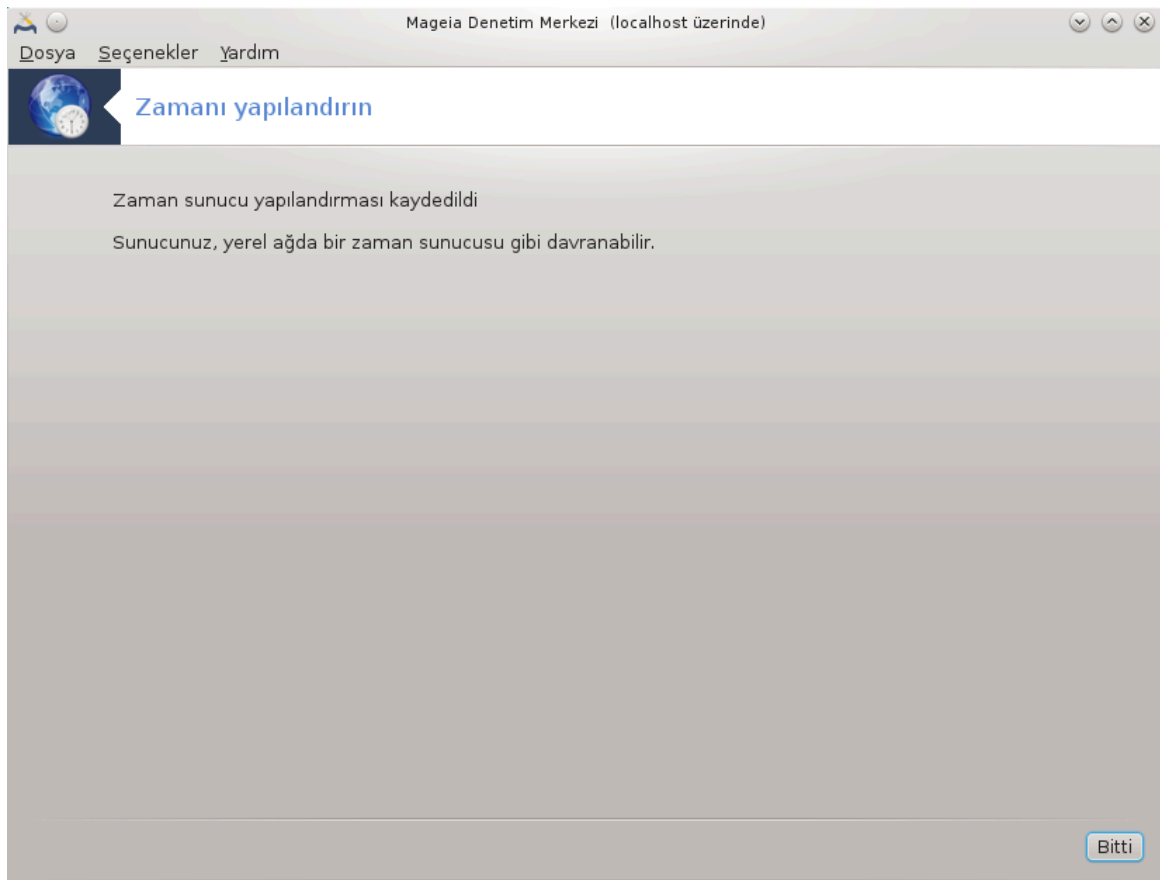 Mageia Denetim Merkezi (localhost üzerinde)
Dosya Seçenekler Yardım
Zamanı yapılandırın
Zaman sunucu yapılandırması kaydedildi
Sunucunuz, yerel ağda bir zaman sunucusu gibi davranabilir.
Bitti